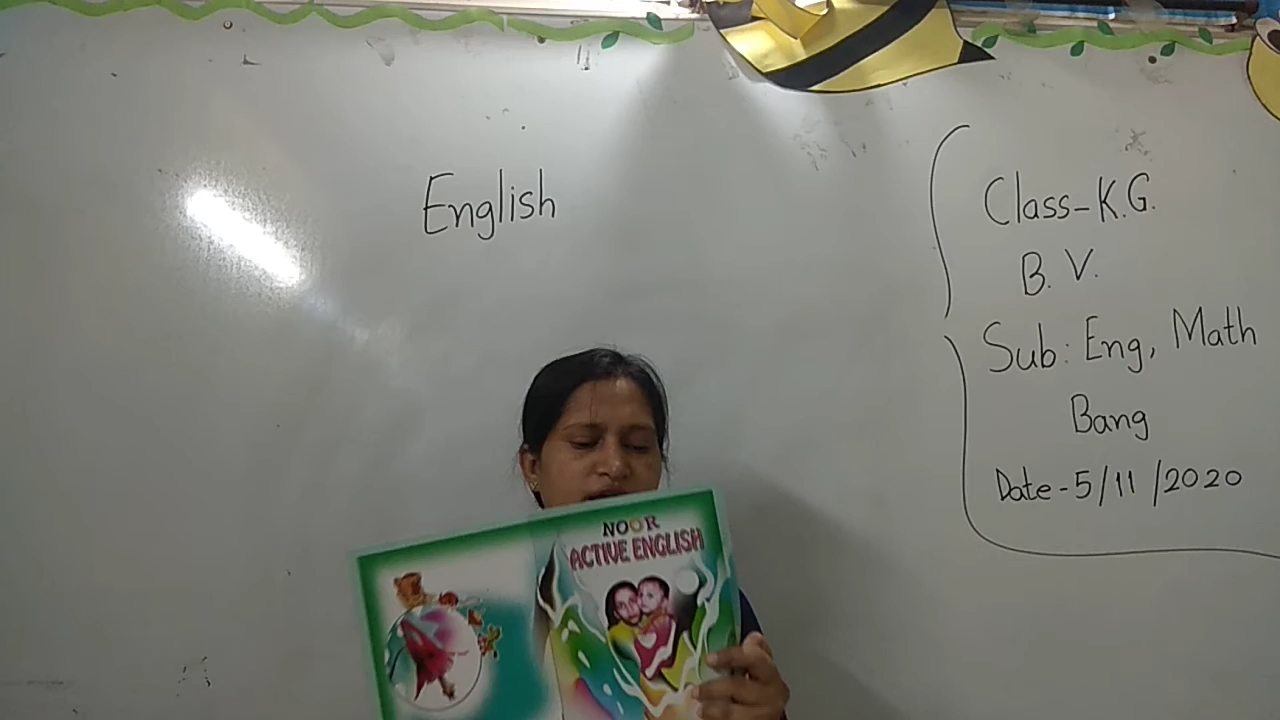 English
Class-K.G.
B. V.
Sub: Eng, Math
Bang
Date-5/11/2020
NOOR
ACTIVE ENGLISH